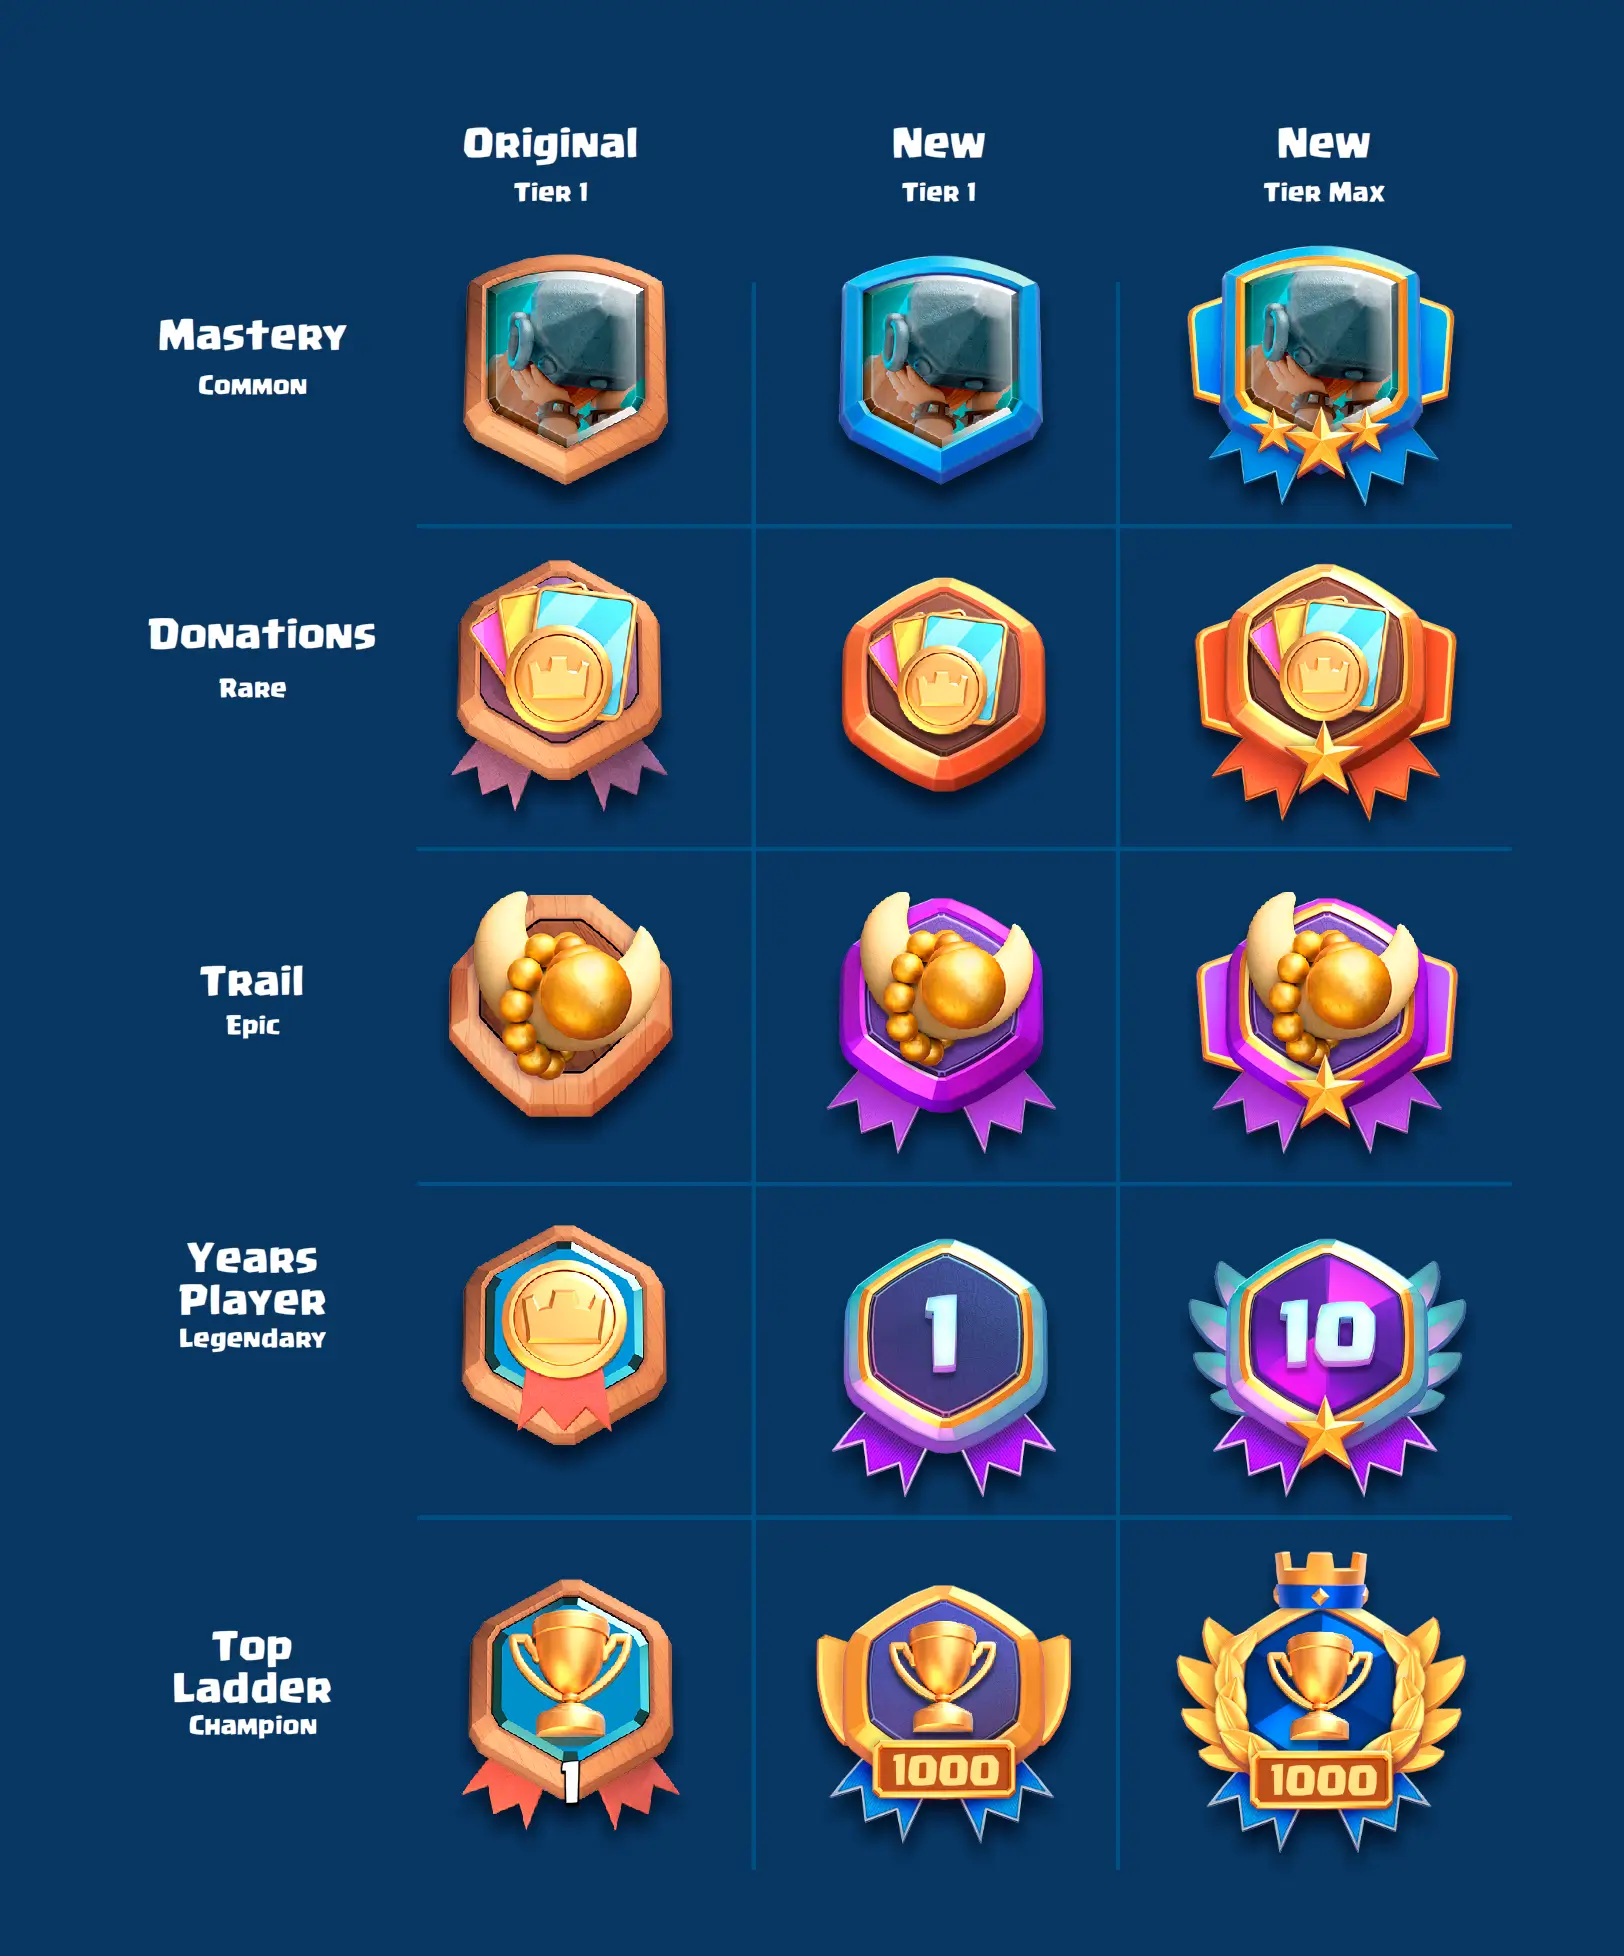 Original
Tier 1
New
Tier 1
New
Tier Max
Mastery
Common
Donations
Rare
Trail
Epic
Years
Player
Legendary
1
10
Top
Ladder
Champion
1
1000
1000